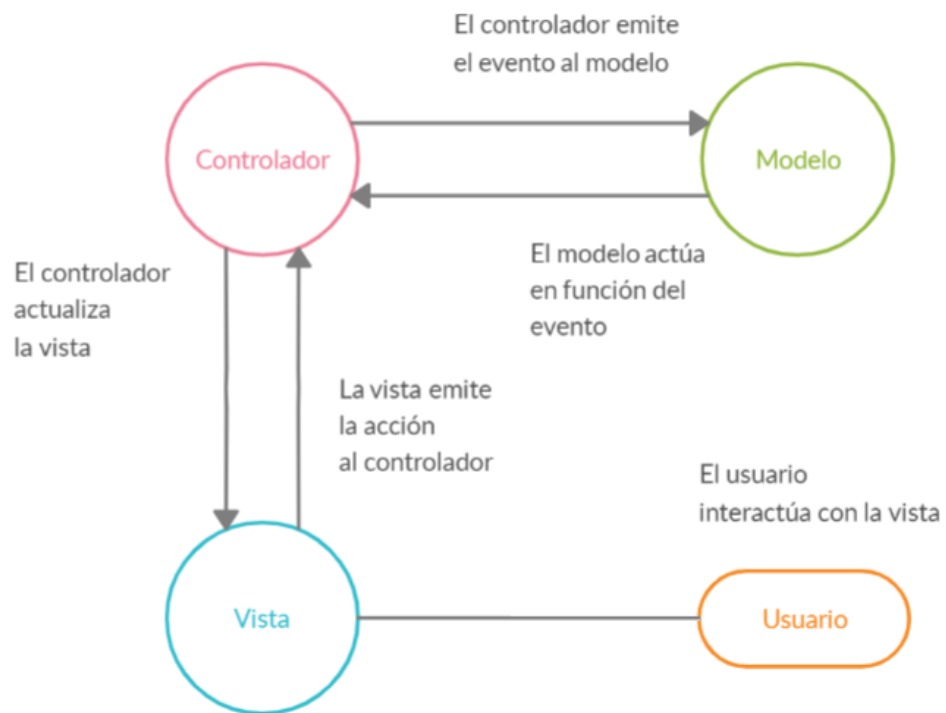 El controlador emite
el evento al modelo
Controlador
Modelo
El modelo actúa
en función del
evento
El controlador
actualiza
la vista
La vista emite
la acción
al controlador
El usuario
interactúa con la vista
Vista
Usuario